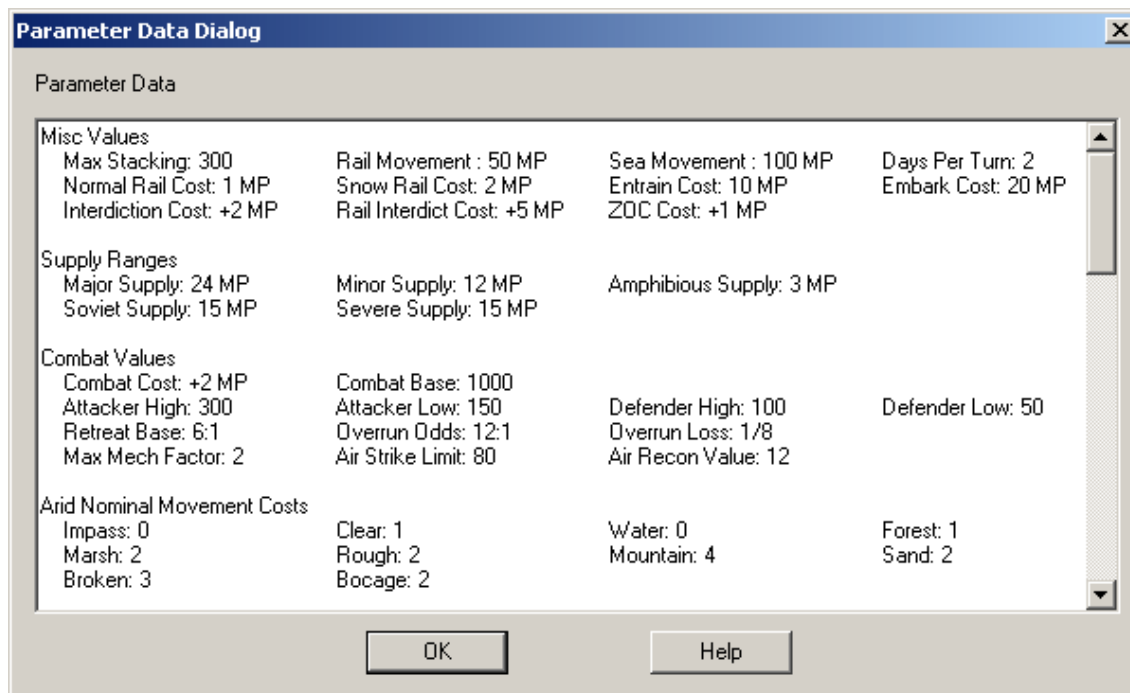 Parameter Data Dialog
Parameter Data
Misc Values
Max Stacking: 300 Rail Movement : 50 MP Sea Movement : 100 MP Days Per Turn: 2
Normal Rail Cost: 1 MP Snow Rail Cost: 2 MP Entrain Cost: 10 MP Embark Cost: 20 MP
Interdiction Cost: +2 MP Rail Interdict Cost: +5 MP ZOC Cost: +1 MP
Supply Ranges
Major Supply: 24 MP Minor Supply: 12 MP Amphibious Supply: 3 MP
Soviet Supply: 15 MP Severe Supply: 15 MP
Combat Values
Combat Cost: +2 MP Combat Base: 1000
Attacker High: 300 Attacker Low: 150 Defender High: 100 Defender Low: 50
Retreat Base: 6:1 Overrun Odds: 12:1 Overrun Loss: 1/8
Max Mech Factor: 2 Air Strike Limit: 80 Air Recon Value: 12
Arid Nominal Movement Costs
Impass: 0 Clear: 1 Water: 0 Forest: 1
Marsh: 2 Rough: 2 Mountain: 4 Sand: 2
Broken: 3 Bocage: 2
OK Help